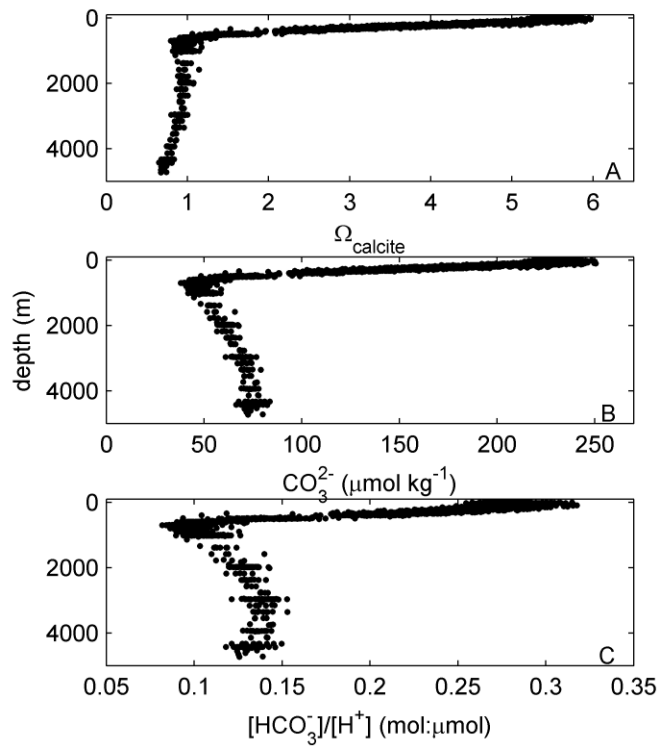 0
2000
4000
A
0 1 2 3 4 5 6
Ωcalcite
0
2000
4000
B
depth (m)
0 50 100 150 200 250
CO₃²⁻ (μmol kg⁻¹)
0
2000
4000
C
0.05 0.1 0.15 0.2 0.25 0.3 0.35
[HCO₃⁻]/[H⁺] (mol:μmol)